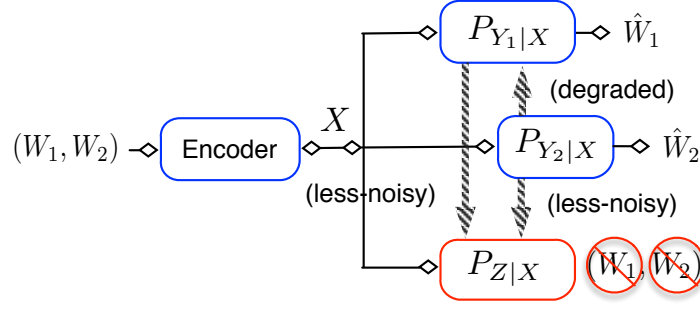 P_{Y_1|X} Ŵ_1
(degraded)
(W_1, W_2) Encoder X P_{Y_2|X} Ŵ_2
(less-noisy) (less-noisy)
P_{Z|X} (W_1, W_2)